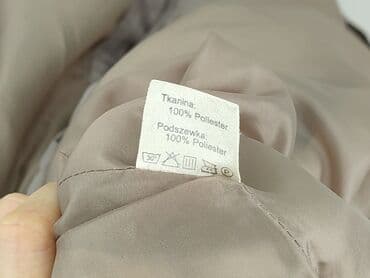 Tkanina:
100% Poliester
Podszewka:
100% Poliester